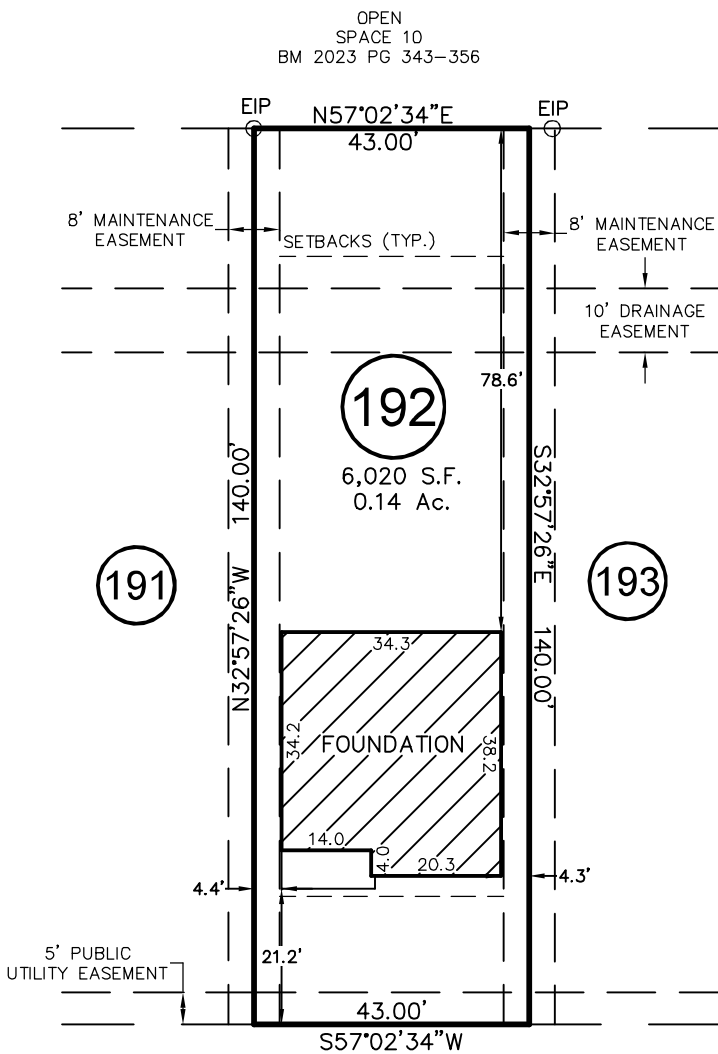 OPEN
SPACE 10
BM 2023 PG 343-356
EIP
N57°02'34"E
EIP
43.00'
8' MAINTENANCE
EASEMENT
SETBACKS (TYP.)
8' MAINTENANCE
EASEMENT
10' DRAINAGE
EASEMENT
78.6'
192
6,020 S.F.
0.14 Ac.
N32°57'26"W 140.00'
S32°57'26"E 140.00'
191
193
34.3
34.2
FOUNDATION
38.2
14.0
4.0
20.3
4.4'
4.3'
21.2'
5' PUBLIC
UTILITY EASEMENT
43.00'
S57°02'34"W